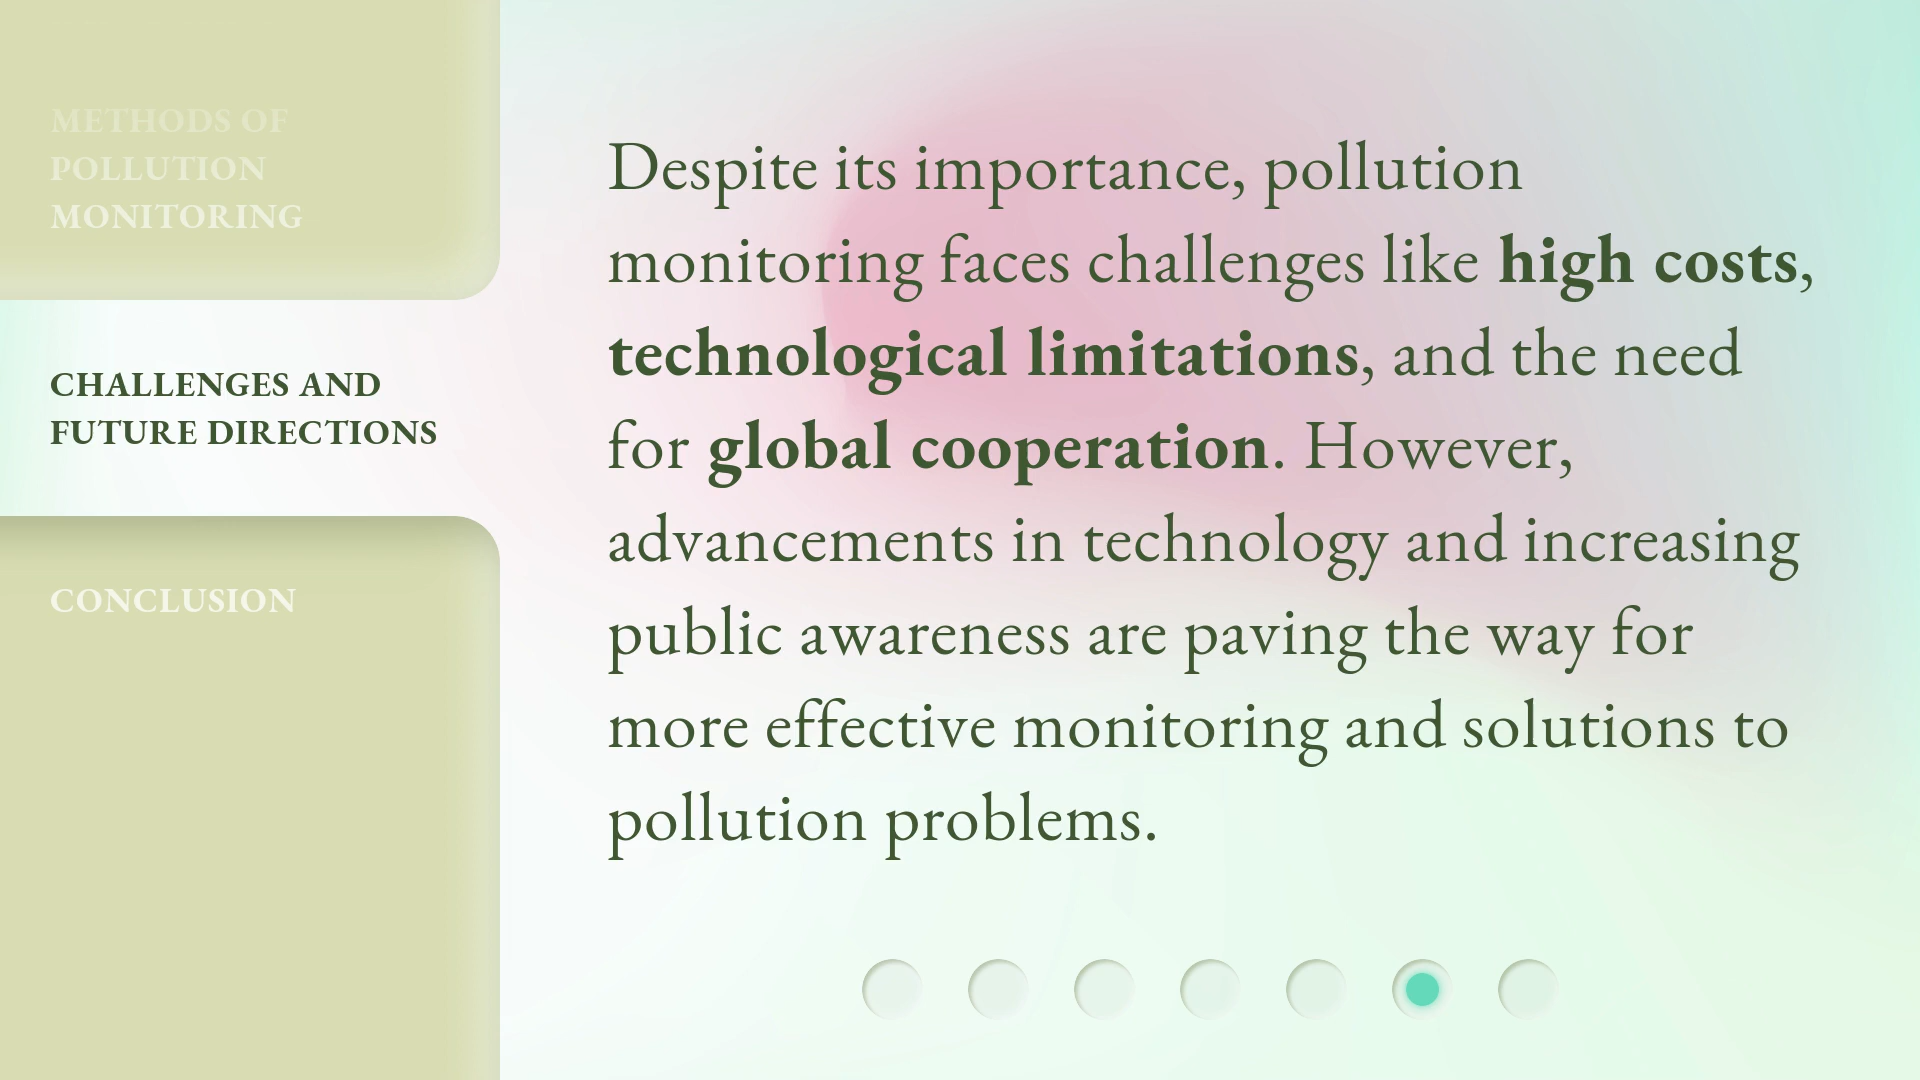 METHODS OF
POLLUTION
MONITORING
CHALLENGES AND
FUTURE DIRECTIONS
CONCLUSION
Despite its importance, pollution
monitoring faces challenges like high costs,
technological limitations, and the need
for global cooperation. However,
advancements in technology and increasing
public awareness are paving the way for
more effective monitoring and solutions to
pollution problems.